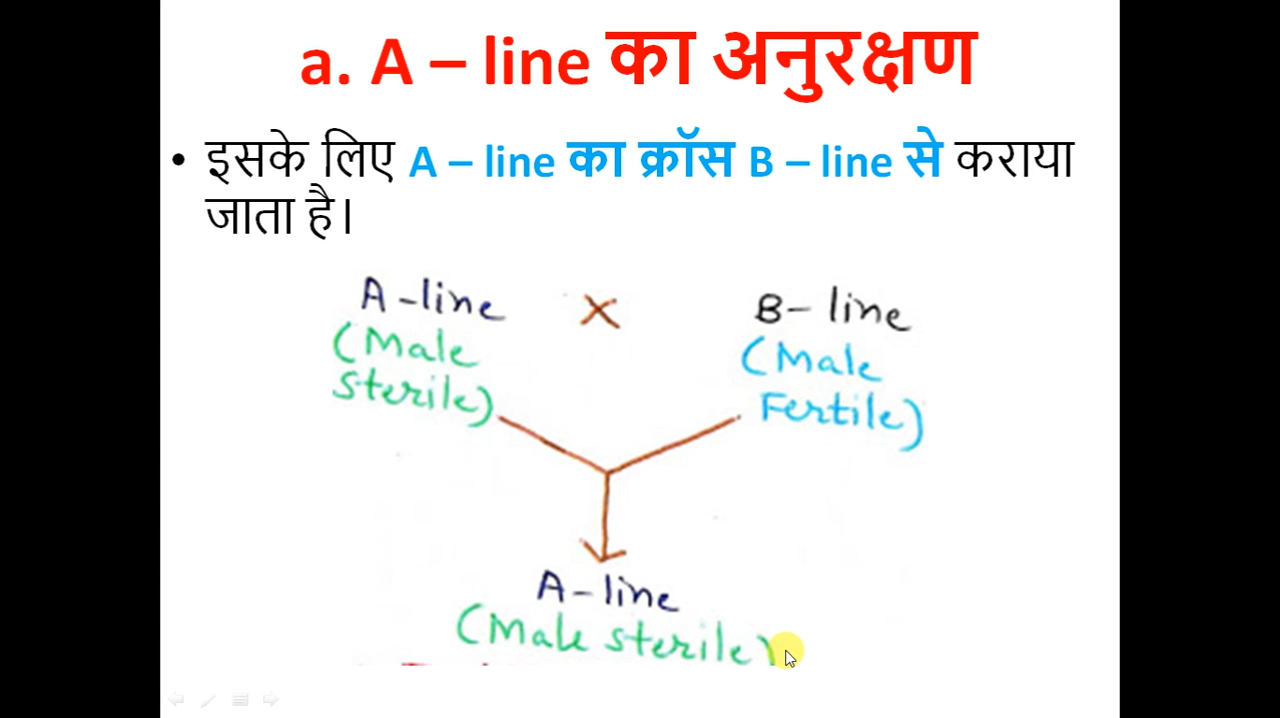 a. A – line का अनुरक्षण
• इसके लिए A – line का क्रॉस B – line से कराया
जाता है।
A-line X B- line
(Male (Male
sterile) Fertile)
A-line
(Male sterile)